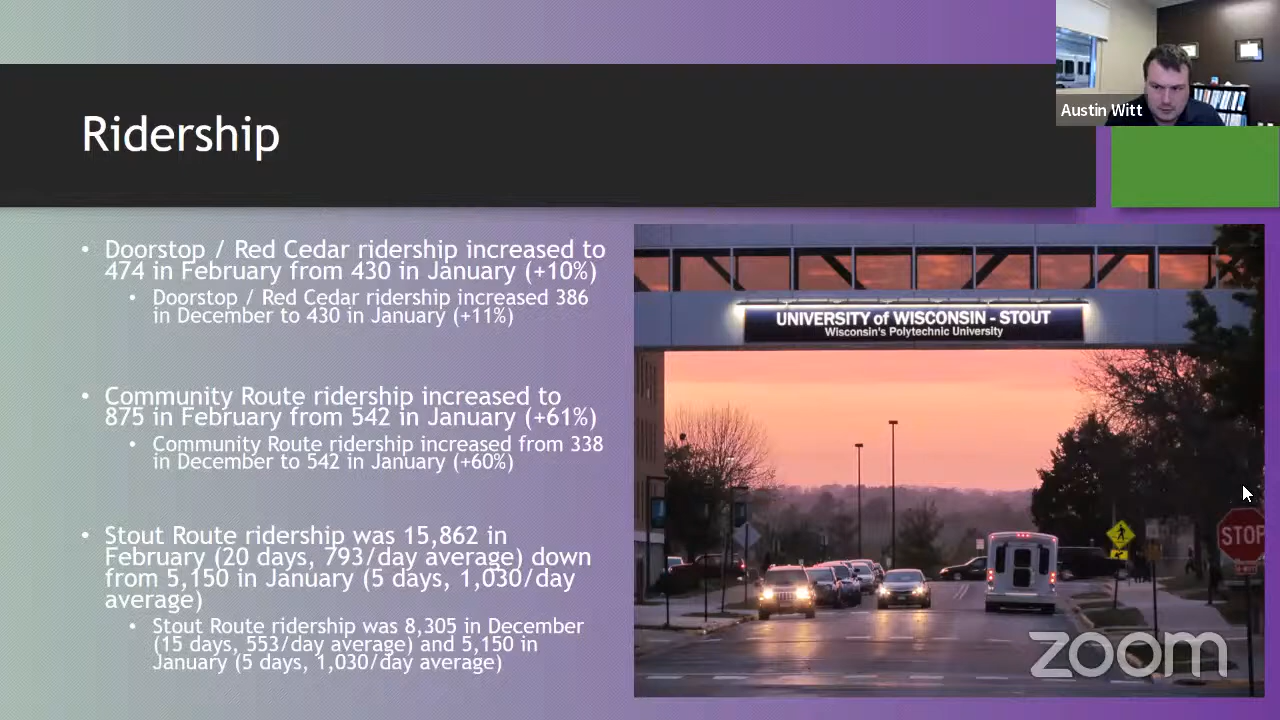 Austin Witt
Ridership
• Doorstop / Red Cedar ridership increased to
474 in February from 430 in January (+10%)
• Doorstop / Red Cedar ridership increased 386
in December to 430 in January (+11%)
• Community Route ridership increased to
875 in February from 542 in January (+61%)
• Community Route ridership increased from 338
in December to 542 in January (+60%)
• Stout Route ridership was 15,862 in
February (20 days, 793/day average) down
from 5,150 in January (5 days, 1,030/day
average)
• Stout Route ridership was 8,305 in December
(15 days, 553/day average) and 5,150 in
January (5 days, 1,030/day average)
UNIVERSITY of WISCONSIN - STOUT
Wisconsin's Polytechnic University
STOP
zoom